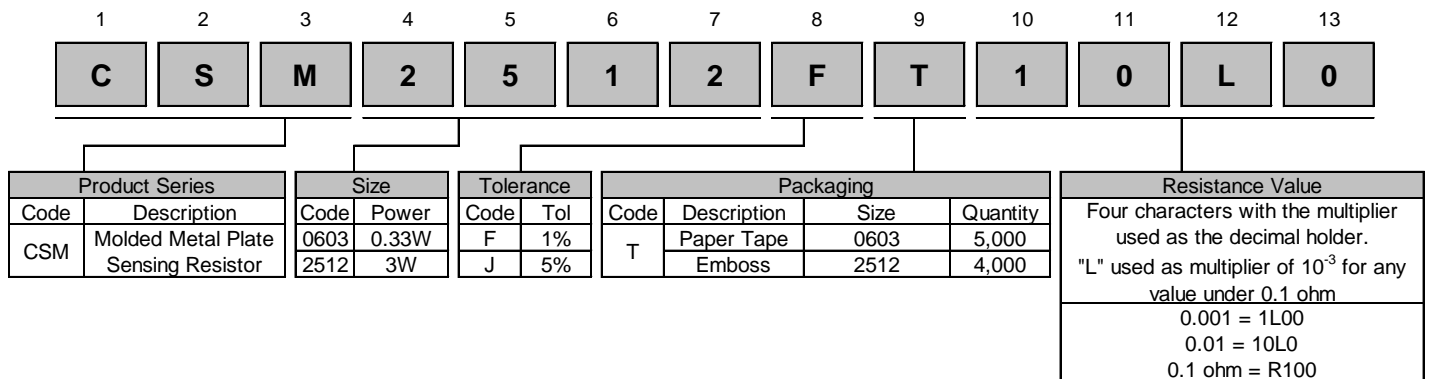 1 2 3 4 5 6 7 8 9 10 11 12 13
C S M 2 5 1 2 F T 1 0 L 0
Product Series Size Tolerance Packaging Resistance Value
Code Description Code Power Code Tol Code Description Size Quantity Four characters with the multiplier
CSM Molded Metal Plate 0603 0.33W F 1% T Paper Tape 0603 5,000 used as the decimal holder.
Sensing Resistor 2512 3W J 5% Emboss 2512 4,000 "L" used as multiplier of 10⁻³ for any
value under 0.1 ohm
0.001 = 1L00
0.01 = 10L0
0.1 ohm = R100